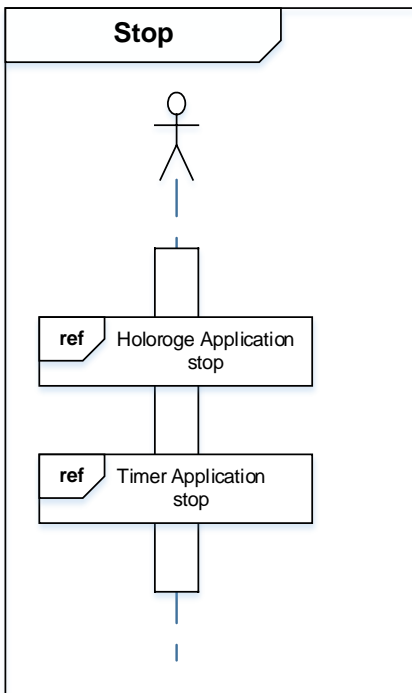 Stop
ref
Holoroge Application
stop
ref
Timer Application
stop